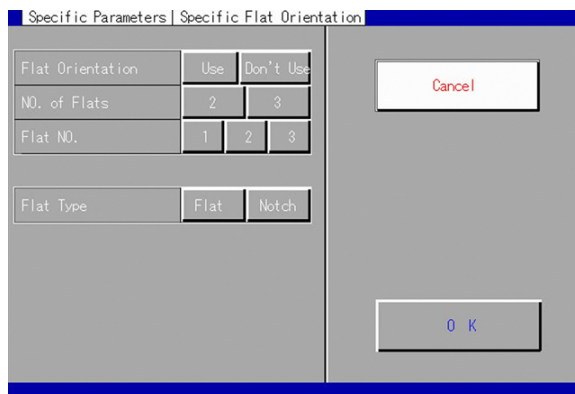 Specific Parameters | Specific Flat Orientation
Flat Orientation Use Don't Use
Cancel
NO. of Flats 2 3
Flat NO. 1 2 3
Flat Type Flat Notch
O K